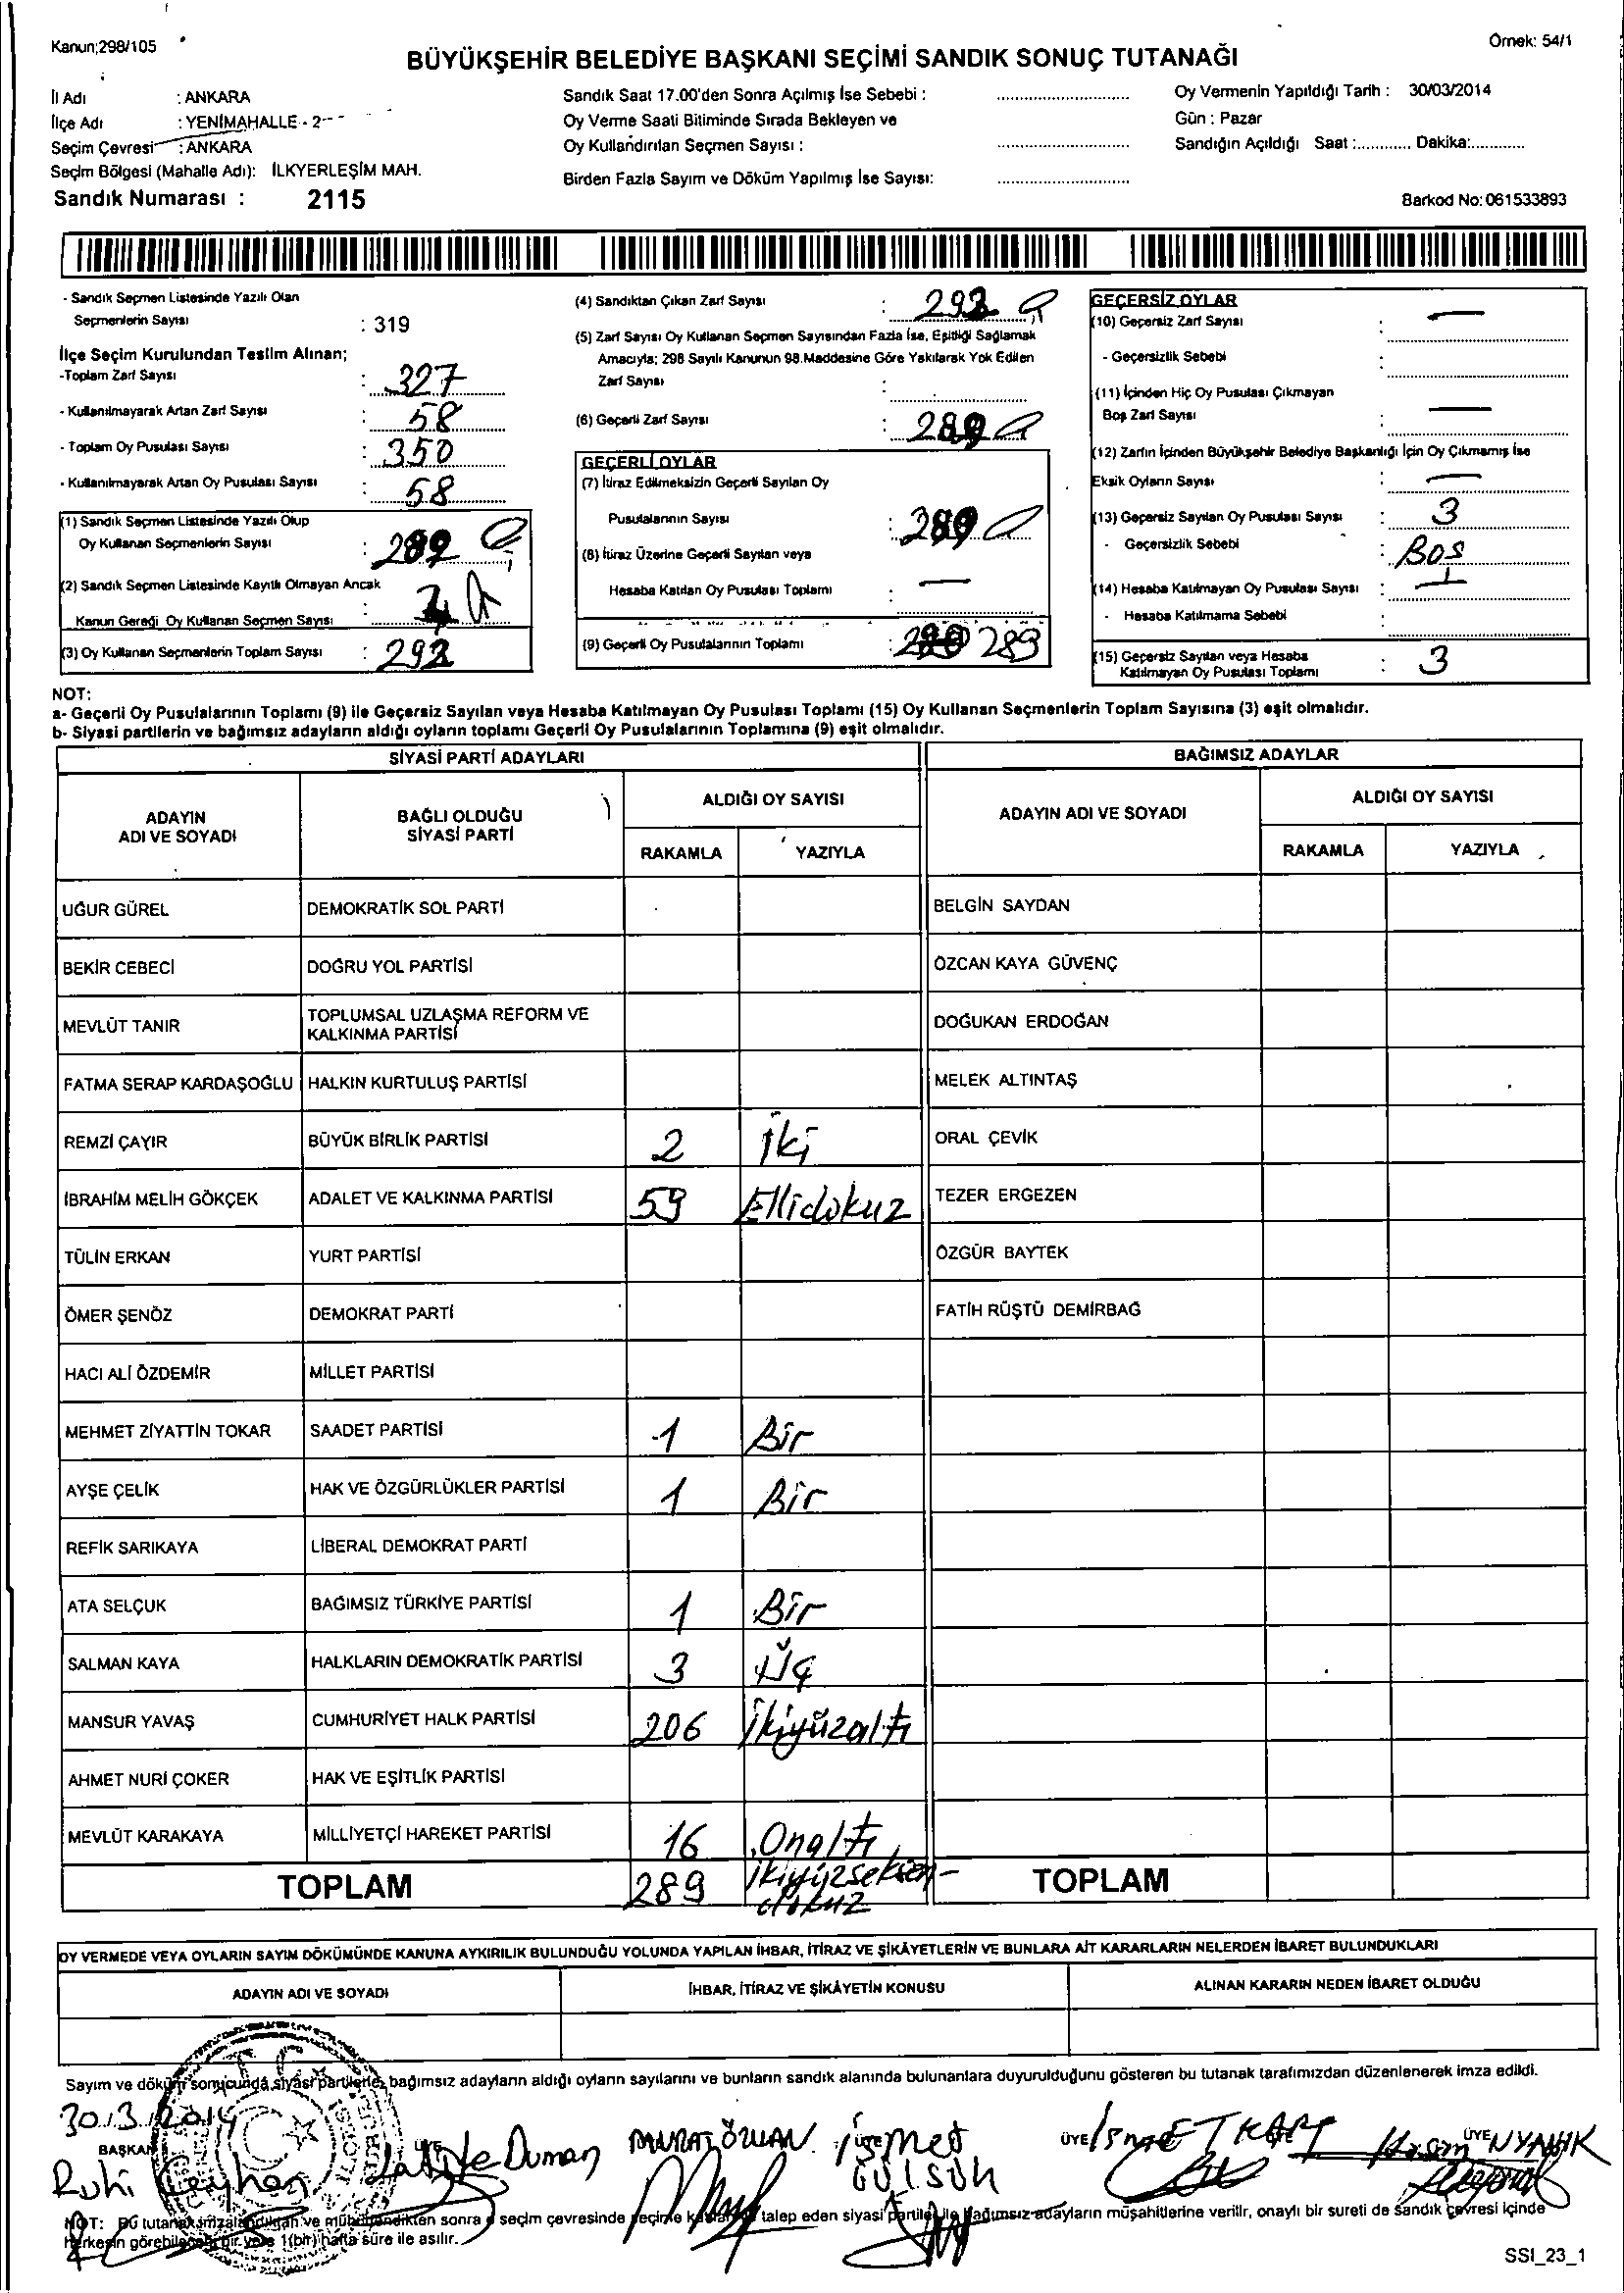 Kanun;298/105
Örnek: 54/1
BÜYÜKŞEHİR BELEDİYE BAŞKANI SEÇİMİ SANDIK SONUÇ TUTANAĞI
İl Adı : ANKARA
İlçe Adı : YENİMAHALLE - 2
Seçim Çevresi : ANKARA
Seçim Bölgesi (Mahalle Adı): İLKYERLEŞİM MAH.
Sandık Numarası : 2115
Sandık Saat 17.00'den Sonra Açılmış İse Sebebi :
Oy Verme Saati Bitiminde Sırada Bekleyen ve
Oy Kullandırılan Seçmen Sayısı :
Birden Fazla Sayım ve Döküm Yapılmış İse Sayısı:
Oy Vermenin Yapıldığı Tarih : 30/03/2014
Gün : Pazar
Sandığın Açıldığı Saat :............ Dakika:............
Barkod No: 061533893
- Sandık Seçmen Listesinde Yazılı Olan
Seçmenlerin Sayısı : 319
İlçe Seçim Kurulundan Teslim Alınan;
-Toplam Zarf Sayısı : 327
- Kullanılmayarak Artan Zarf Sayısı : 58
- Toplam Oy Pusulası Sayısı : 350
- Kullanılmayarak Artan Oy Pusulası Sayısı : 58
(1) Sandık Seçmen Listesinde Yazılı Olup
Oy Kullanan Seçmenlerin Sayısı : 289
(2) Sandık Seçmen Listesinde Kayıtlı Olmayan Ancak
Kanun Gereği Oy Kullanan Seçmen Sayısı :
(3) Oy Kullanan Seçmenlerin Toplam Sayısı : 292
(4) Sandıktan Çıkan Zarf Sayısı : 292
(5) Zarf Sayısı Oy Kullanan Seçmen Sayısından Fazla İse, Eşitliği Sağlamak
Amacıyla; 298 Sayılı Kanunun 98.Maddesine Göre Yakılarak Yok Edilen
Zarf Sayısı :
(6) Geçerli Zarf Sayısı : 289
GEÇERLİ OYLAR
(7) İtiraz Edilmeksizin Geçerli Sayılan Oy
Pusulalarının Sayısı : 289
(8) İtiraz Üzerine Geçerli Sayılan veya
Hesaba Katılan Oy Pusulası Toplamı : —
(9) Geçerli Oy Pusulalarının Toplamı : 289
GEÇERSİZ OYLAR
(10) Geçersiz Zarf Sayısı : —
- Geçersizlik Sebebi :
(11) İçinden Hiç Oy Pusulası Çıkmayan
Boş Zarf Sayısı : —
(12) Zarfın İçinden Büyükşehir Belediye Başkanlığı İçin Oy Çıkmamış İse
Eksik Oyların Sayısı : —
(13) Geçersiz Sayılan Oy Pusulası Sayısı : 3
- Geçersizlik Sebebi : BOŞ
(14) Hesaba Katılmayan Oy Pusulası Sayısı : —
- Hesaba Katılmama Sebebi :
(15) Geçersiz Sayılan veya Hesaba
Katılmayan Oy Pusulası Toplamı : 3
NOT:
a- Geçerli Oy Pusulalarının Toplamı (9) ile Geçersiz Sayılan veya Hesaba Katılmayan Oy Pusulası Toplamı (15) Oy Kullanan Seçmenlerin Toplam Sayısına (3) eşit olmalıdır.
b- Siyasi partilerin ve bağımsız adayların aldığı oyların toplamı Geçerli Oy Pusulalarının Toplamına (9) eşit olmalıdır.
SİYASİ PARTİ ADAYLARI BAĞIMSIZ ADAYLAR
ADAYIN ADI VE SOYADI
BAĞLI OLDUĞU SİYASİ PARTİ
ALDIĞI OY SAYISI
RAKAMLA YAZIYLA
ADAYIN ADI VE SOYADI
ALDIĞI OY SAYISI
RAKAMLA YAZIYLA
UĞUR GÜREL DEMOKRATİK SOL PARTİ BELGİN SAYDAN
BEKİR CEBECİ DOĞRU YOL PARTİSİ ÖZCAN KAYA GÜVENÇ
MEVLÜT TANIR TOPLUMSAL UZLAŞMA REFORM VE KALKINMA PARTİSİ DOĞUKAN ERDOĞAN
FATMA SERAP KARDAŞOĞLU HALKIN KURTULUŞ PARTİSİ MELEK ALTINTAŞ
REMZİ ÇAYIR BÜYÜK BİRLİK PARTİSİ 2 İki ORAL ÇEVİK
İBRAHİM MELİH GÖKÇEK ADALET VE KALKINMA PARTİSİ 59 Ellidokuz TEZER ERGEZEN
TÜLİN ERKAN YURT PARTİSİ ÖZGÜR BAYTEK
ÖMER ŞENÖZ DEMOKRAT PARTİ FATİH RÜŞTÜ DEMİRBAĞ
HACI ALİ ÖZDEMİR MİLLET PARTİSİ
MEHMET ZİYATTİN TOKAR SAADET PARTİSİ 1 Bir
AYŞE ÇELİK HAK VE ÖZGÜRLÜKLER PARTİSİ 1 Bir
REFİK SARIKAYA LİBERAL DEMOKRAT PARTİ
ATA SELÇUK BAĞIMSIZ TÜRKİYE PARTİSİ 1 Bir
SALMAN KAYA HALKLARIN DEMOKRATİK PARTİSİ 3 Üç
MANSUR YAVAŞ CUMHURİYET HALK PARTİSİ 206 İkiyüzaltı
AHMET NURİ ÇOKER HAK VE EŞİTLİK PARTİSİ
MEVLÜT KARAKAYA MİLLİYETÇİ HAREKET PARTİSİ 16 Onaltı
TOPLAM 289 İkiyüzseksen-
dokuz
TOPLAM
OY VERMEDE VEYA OYLARIN SAYIM DÖKÜMÜNDE KANUNA AYKIRILIK BULUNDUĞU YOLUNDA YAPILAN İHBAR, İTİRAZ VE ŞİKÂYETLERİN VE BUNLARA AİT KARARLARIN NELERDEN İBARET BULUNDUKLARI
ADAYIN ADI VE SOYADI İHBAR, İTİRAZ VE ŞİKÂYETİN KONUSU ALINAN KARARIN NEDEN İBARET OLDUĞU
Sayım ve döküm sonucunda siyasi partilerle, bağımsız adayların aldığı oyların sayılarını ve bunların sandık alanında bulunanlara duyurulduğunu gösteren bu tutanak tarafımızdan düzenlenerek imza edildi.
30.3.2014
BAŞKAN ÜYE ÜYE ÜYE ÜYE
Ruhi Ceyhan Latife Duman MURAT ÖZKAN İsmet GÜLSÜN İSMET KART
NOT: Bu tutanak imzalandıktan ve mühürlendikten sonra o seçim çevresinde seçime katılan talep eden siyasi partiler ile bağımsız adayların müşahitlerine verilir, onaylı bir sureti de sandık çevresi içinde
herkesin görebileceği bir yere 1(bir) hafta süre ile asılır.
SSI_23_1